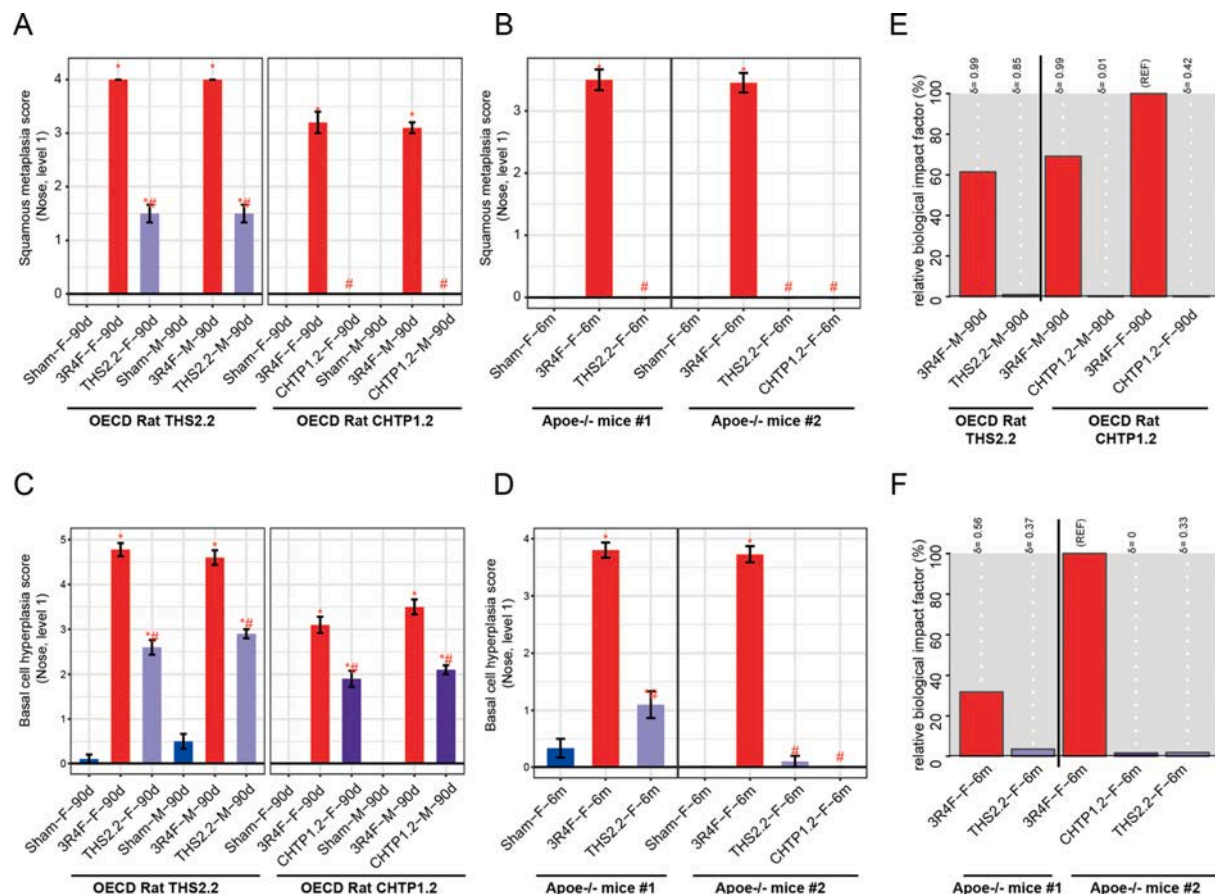 A
Squamous metaplasia score
(Nose, level 1)
4
3
2
1
0
*
*#
*
*#
*
#
*
#
Sham−F−90d
3R4F−F−90d
THS2.2−F−90d
Sham−M−90d
3R4F−M−90d
THS2.2−M−90d
Sham−F−90d
3R4F−F−90d
CHTP1.2−F−90d
Sham−M−90d
3R4F−M−90d
CHTP1.2−M−90d
OECD Rat THS2.2
OECD Rat CHTP1.2
B
Squamous metaplasia score
(Nose, level 1)
3
2
1
0
*
#
*
#
#
Sham−F−6m
3R4F−F−6m
THS2.2−F−6m
Sham−F−6m
3R4F−F−6m
THS2.2−F−6m
CHTP1.2−F−6m
Apoe-/- mice #1
Apoe-/- mice #2
E
relative biological impact factor (%)
100
80
60
40
20
0
δ= 0.99
δ= 0.85
δ= 0.99
δ= 0.01
(REF)
δ= 0.42
3R4F−M−90d
THS2.2−M−90d
3R4F−M−90d
CHTP1.2−M−90d
3R4F−F−90d
CHTP1.2−F−90d
OECD Rat
THS2.2
OECD Rat
CHTP1.2
C
Basal cell hyperplasia score
(Nose, level 1)
5
4
3
2
1
0
*
*#
*
*#
*
*#
*
*#
Sham−F−90d
3R4F−F−90d
THS2.2−F−90d
Sham−M−90d
3R4F−M−90d
THS2.2−M−90d
Sham−F−90d
3R4F−F−90d
CHTP1.2−F−90d
Sham−M−90d
3R4F−M−90d
CHTP1.2−M−90d
OECD Rat THS2.2
OECD Rat CHTP1.2
D
Basal cell hyperplasia score
(Nose, level 1)
4
3
2
1
0
*
*#
*
#
#
Sham−F−6m
3R4F−F−6m
THS2.2−F−6m
Sham−F−6m
3R4F−F−6m
THS2.2−F−6m
CHTP1.2−F−6m
Apoe-/- mice #1
Apoe-/- mice #2
F
relative biological impact factor (%)
100
80
60
40
20
0
δ= 0.56
δ= 0.37
(REF)
δ= 0
δ= 0.33
3R4F−F−6m
THS2.2−F−6m
3R4F−F−6m
CHTP1.2−F−6m
THS2.2−F−6m
Apoe-/- mice #1
Apoe-/- mice #2